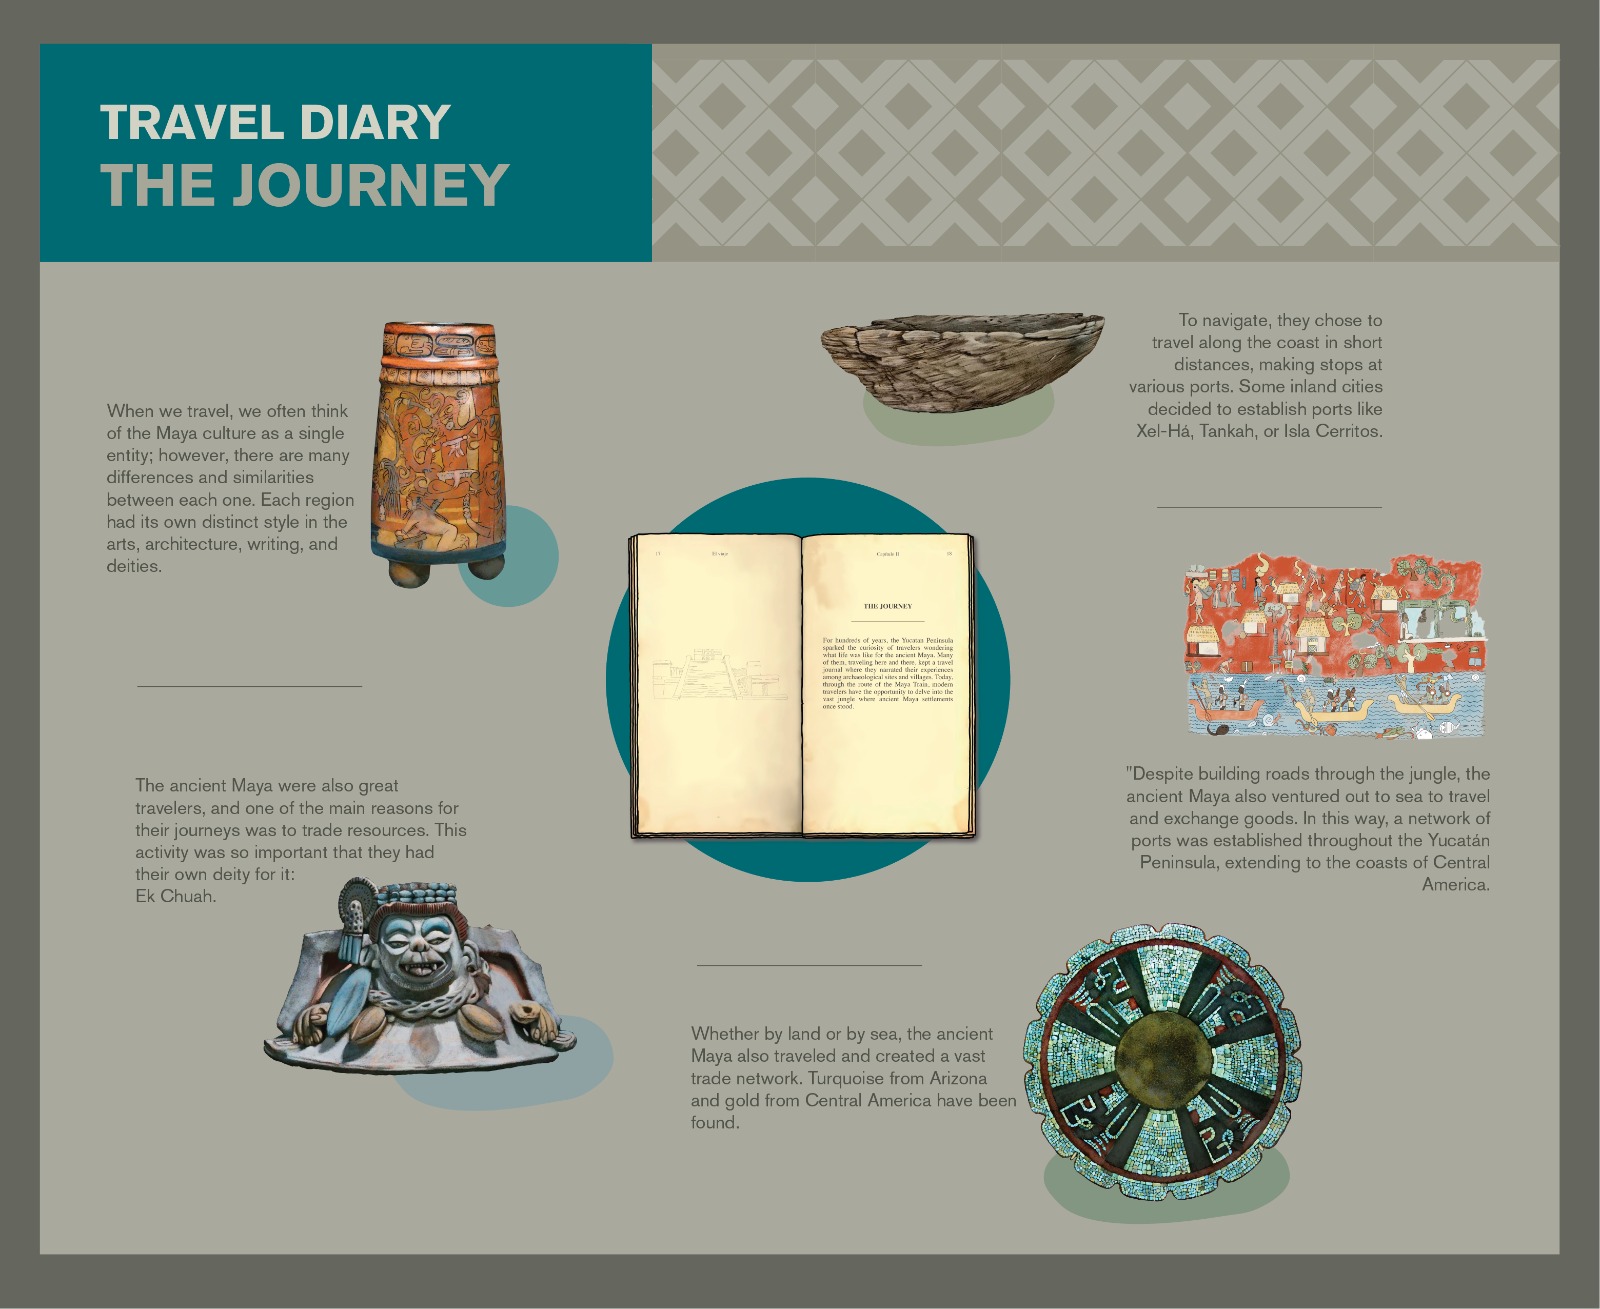 TRAVEL DIARY
THE JOURNEY
When we travel, we often think
of the Maya culture as a single
entity; however, there are many
differences and similarities
between each one. Each region
had its own distinct style in the
arts, architecture, writing, and
deities.
The ancient Maya were also great
travelers, and one of the main reasons for
their journeys was to trade resources. This
activity was so important that they had
their own deity for it:
Ek Chuah.
El viaje
Capítulo II
THE JOURNEY
For hundreds of years, the Yucatan Peninsula
sparked the curiosity of travelers wondering
what life was like for the ancient Maya. Many
of them, traveling here and there, kept a travel
journal where they narrated their experiences
among archaeological sites and villages. Today,
through the route of the Maya Train, modern
travelers have the opportunity to delve into the
vast jungle where ancient Maya settlements
once stood.
Whether by land or by sea, the ancient
Maya also traveled and created a vast
trade network. Turquoise from Arizona
and gold from Central America have been
found.
To navigate, they chose to
travel along the coast in short
distances, making stops at
various ports. Some inland cities
decided to establish ports like
Xel-Há, Tankah, or Isla Cerritos.
"Despite building roads through the jungle, the
ancient Maya also ventured out to sea to travel
and exchange goods. In this way, a network of
ports was established throughout the Yucatán
Peninsula, extending to the coasts of Central
America.